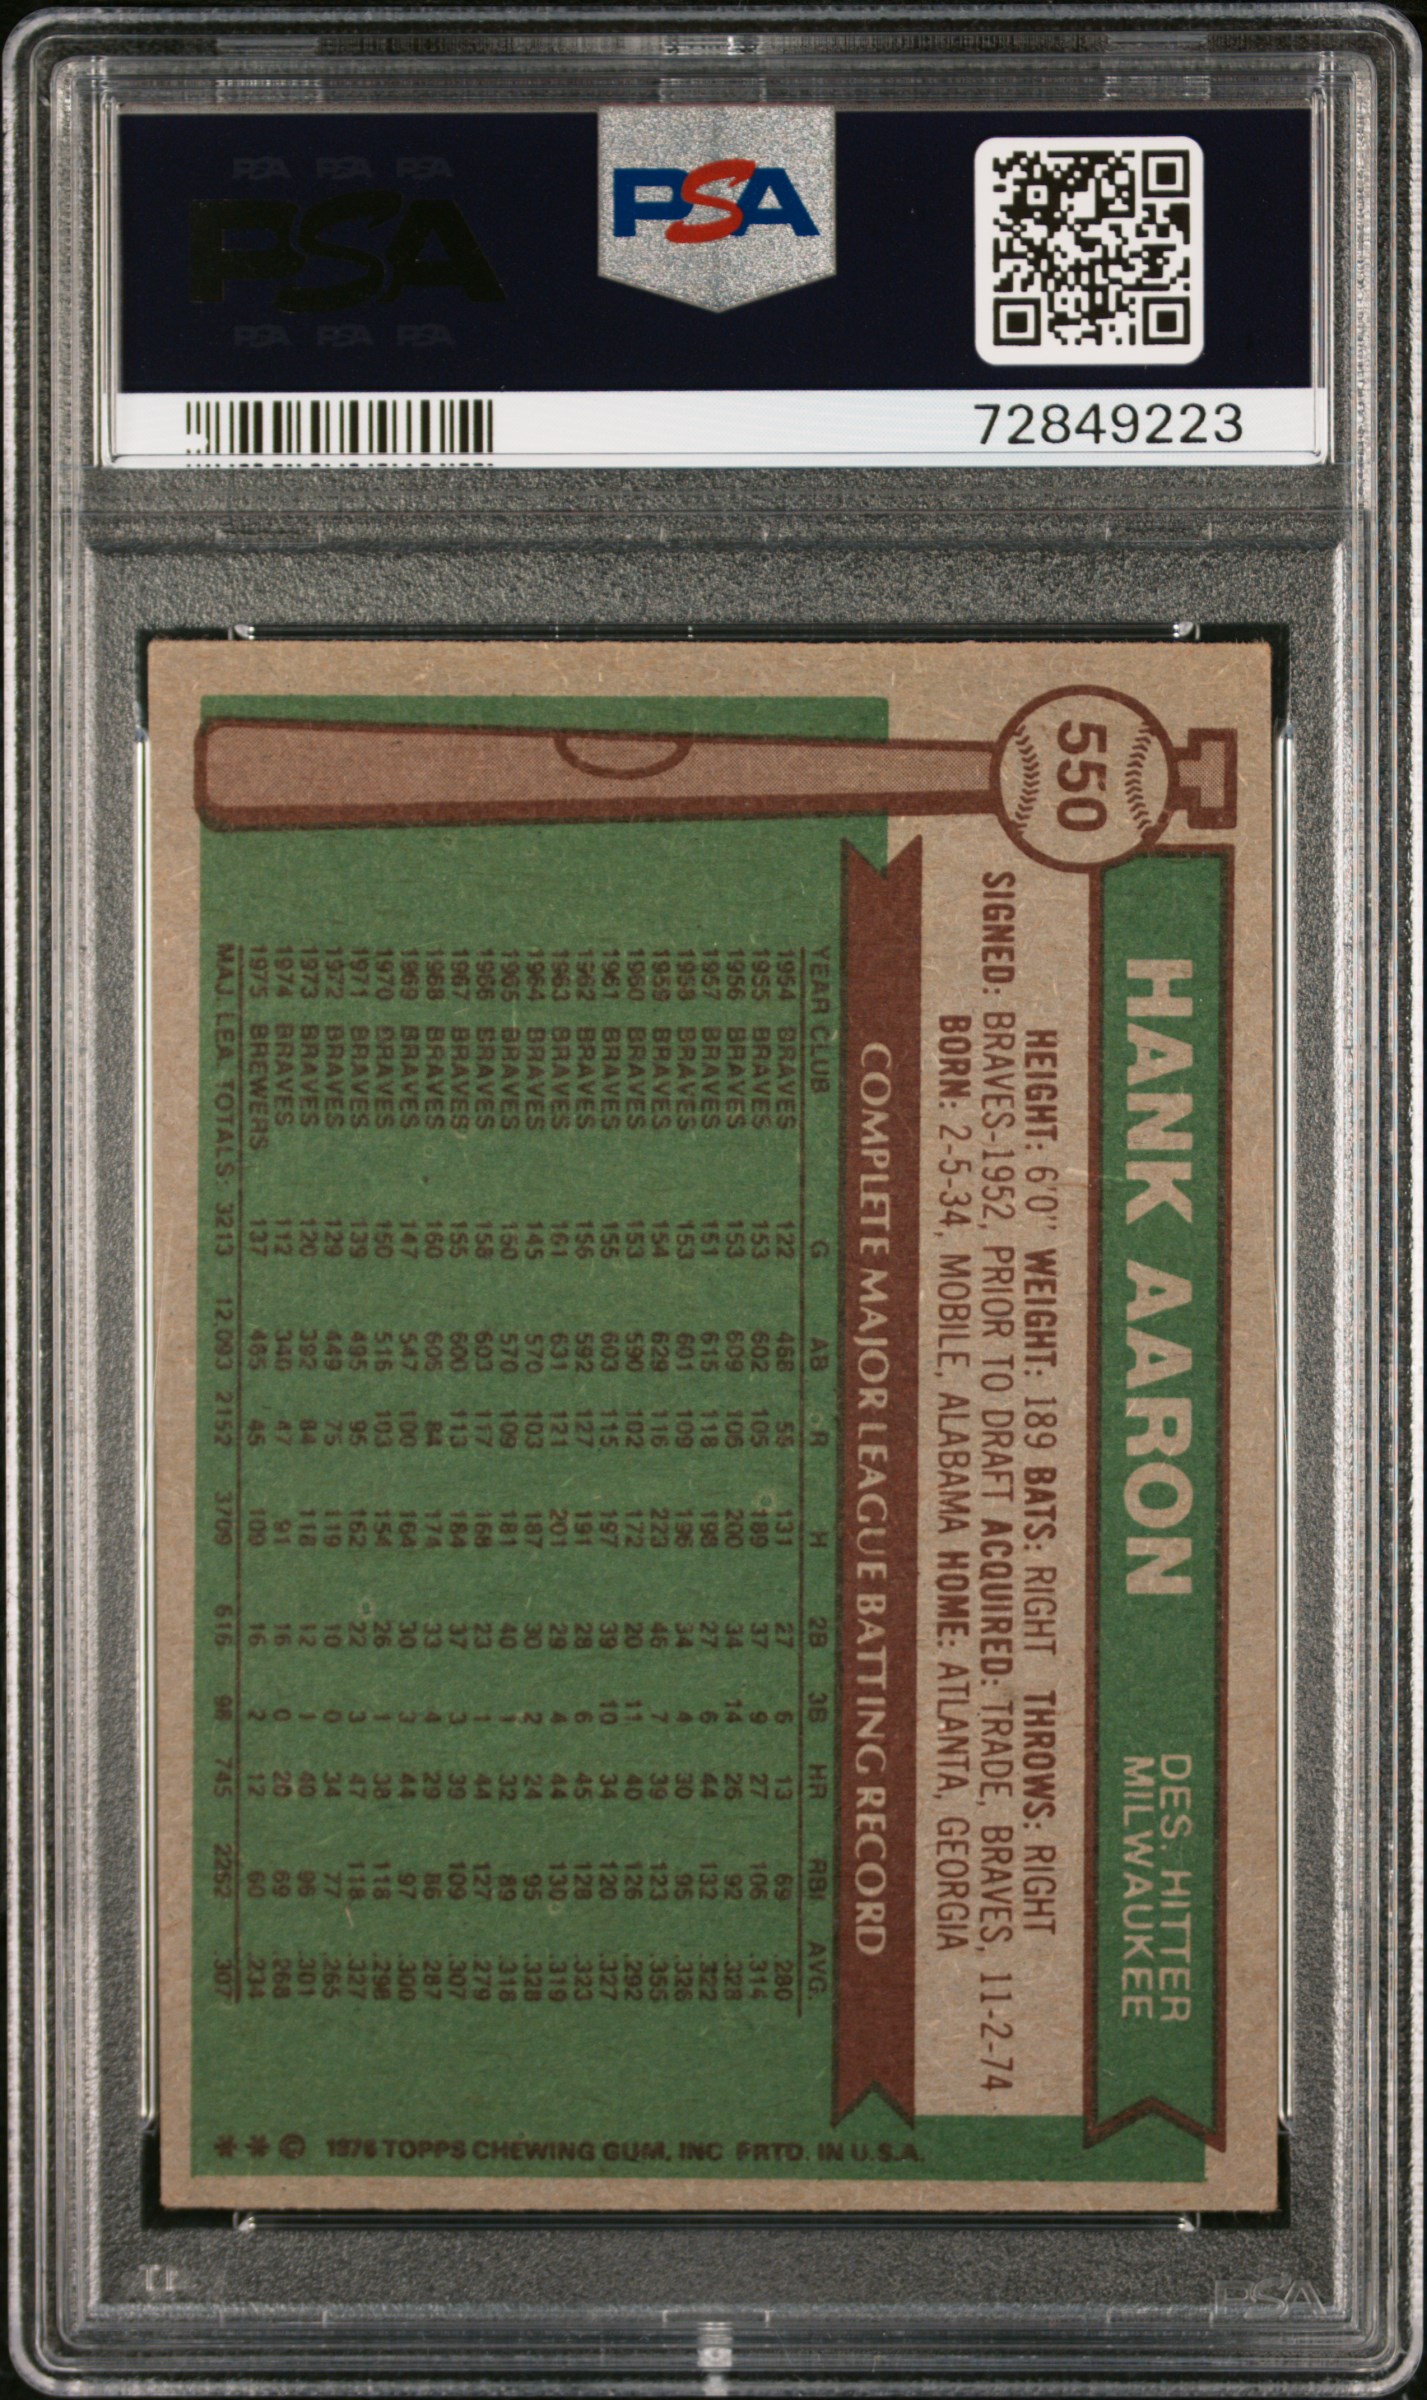 PSA PSA PSA
PSA
PSA PSA PSA
PSA
72849223
550
HANK AARON
DES. HITTER
MILWAUKEE
HEIGHT: 6'0" WEIGHT: 189 BATS: RIGHT THROWS: RIGHT
SIGNED: BRAVES-1952, PRIOR TO DRAFT ACQUIRED: TRADE, BRAVES, 11-2-74
BORN: 2-5-34, MOBILE, ALABAMA HOME: ATLANTA, GEORGIA
COMPLETE MAJOR LEAGUE BATTING RECORD
YEAR CLUB G AB R H 2B 3B HR RBI AVG.
1954 BRAVES 122 468 58 131 27 6 13 69 .280
1955 BRAVES 153 602 105 189 37 9 27 106 .314
1956 BRAVES 153 609 106 200 34 14 26 92 .328
1957 BRAVES 151 615 118 198 27 6 44 132 .322
1958 BRAVES 153 601 109 196 34 4 30 95 .326
1959 BRAVES 154 629 116 223 46 7 39 123 .355
1960 BRAVES 153 590 102 172 20 11 40 126 .292
1961 BRAVES 155 603 115 197 39 10 34 120 .327
1962 BRAVES 156 592 127 191 28 6 45 128 .323
1963 BRAVES 161 631 121 201 29 4 44 130 .319
1964 BRAVES 145 570 103 187 30 2 24 95 .328
1965 BRAVES 150 570 109 181 40 1 32 89 .318
1966 BRAVES 158 603 117 168 23 1 44 127 .279
1967 BRAVES 155 600 113 184 37 3 39 109 .307
1968 BRAVES 160 606 84 174 33 4 29 86 .287
1969 BRAVES 147 547 100 164 30 3 44 97 .300
1970 BRAVES 150 516 103 154 26 1 38 118 .298
1971 BRAVES 139 495 95 162 22 3 47 118 .327
1972 BRAVES 129 449 75 119 10 0 34 77 .265
1973 BRAVES 120 392 84 118 12 1 40 96 .301
1974 BRAVES 112 340 47 91 16 0 20 69 .268
1975 BREWERS 137 465 45 109 16 2 12 60 .234
MAJ. LEA. TOTALS 3213 12,093 2152 3709 616 98 745 2262 .307
* * © 1976 TOPPS CHEWING GUM, INC PRTD. IN U.S.A.
PSA